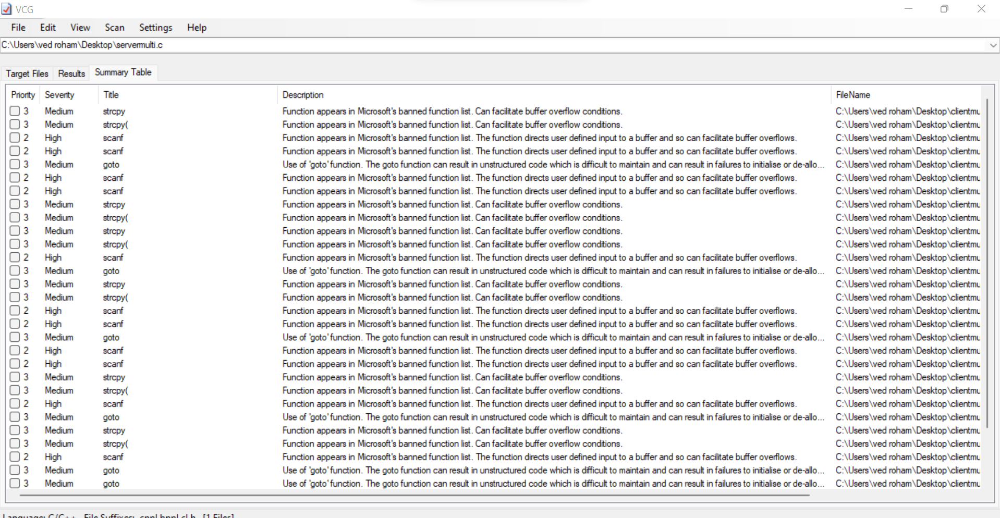 VCG
File Edit View Scan Settings Help
C:\Users\ved roham\Desktop\servermulti.c
Target Files Results Summary Table
Priority Severity Title Description FileName
3 Medium strcpy Function appears in Microsoft's banned function list. Can facilitate buffer overflow conditions. C:\Users\ved roham\Desktop\clientmu
3 Medium strcpy( Function appears in Microsoft's banned function list. Can facilitate buffer overflow conditions. C:\Users\ved roham\Desktop\clientmu
2 High scanf Function appears in Microsoft's banned function list. The function directs user defined input to a buffer and so can facilitate buffer overflows. C:\Users\ved roham\Desktop\clientmu
2 High scanf Function appears in Microsoft's banned function list. The function directs user defined input to a buffer and so can facilitate buffer overflows. C:\Users\ved roham\Desktop\clientmu
3 Medium goto Use of 'goto' function. The goto function can result in unstructured code which is difficult to maintain and can result in failures to initialise or de-allo... C:\Users\ved roham\Desktop\clientmu
2 High scanf Function appears in Microsoft's banned function list. The function directs user defined input to a buffer and so can facilitate buffer overflows. C:\Users\ved roham\Desktop\clientmu
2 High scanf Function appears in Microsoft's banned function list. The function directs user defined input to a buffer and so can facilitate buffer overflows. C:\Users\ved roham\Desktop\clientmu
3 Medium strcpy Function appears in Microsoft's banned function list. Can facilitate buffer overflow conditions. C:\Users\ved roham\Desktop\clientmu
3 Medium strcpy( Function appears in Microsoft's banned function list. Can facilitate buffer overflow conditions. C:\Users\ved roham\Desktop\clientmu
3 Medium strcpy Function appears in Microsoft's banned function list. Can facilitate buffer overflow conditions. C:\Users\ved roham\Desktop\clientmu
3 Medium strcpy( Function appears in Microsoft's banned function list. Can facilitate buffer overflow conditions. C:\Users\ved roham\Desktop\clientmu
2 High scanf Function appears in Microsoft's banned function list. The function directs user defined input to a buffer and so can facilitate buffer overflows. C:\Users\ved roham\Desktop\clientmu
3 Medium goto Use of 'goto' function. The goto function can result in unstructured code which is difficult to maintain and can result in failures to initialise or de-allo... C:\Users\ved roham\Desktop\clientmu
3 Medium strcpy Function appears in Microsoft's banned function list. Can facilitate buffer overflow conditions. C:\Users\ved roham\Desktop\clientmu
3 Medium strcpy( Function appears in Microsoft's banned function list. Can facilitate buffer overflow conditions. C:\Users\ved roham\Desktop\clientmu
2 High scanf Function appears in Microsoft's banned function list. The function directs user defined input to a buffer and so can facilitate buffer overflows. C:\Users\ved roham\Desktop\clientmu
2 High scanf Function appears in Microsoft's banned function list. The function directs user defined input to a buffer and so can facilitate buffer overflows. C:\Users\ved roham\Desktop\clientmu
3 Medium goto Use of 'goto' function. The goto function can result in unstructured code which is difficult to maintain and can result in failures to initialise or de-allo... C:\Users\ved roham\Desktop\clientmu
2 High scanf Function appears in Microsoft's banned function list. The function directs user defined input to a buffer and so can facilitate buffer overflows. C:\Users\ved roham\Desktop\clientmu
2 High scanf Function appears in Microsoft's banned function list. The function directs user defined input to a buffer and so can facilitate buffer overflows. C:\Users\ved roham\Desktop\clientmu
3 Medium strcpy Function appears in Microsoft's banned function list. Can facilitate buffer overflow conditions. C:\Users\ved roham\Desktop\clientmu
3 Medium strcpy( Function appears in Microsoft's banned function list. Can facilitate buffer overflow conditions. C:\Users\ved roham\Desktop\clientmu
2 High scanf Function appears in Microsoft's banned function list. The function directs user defined input to a buffer and so can facilitate buffer overflows. C:\Users\ved roham\Desktop\clientmu
3 Medium goto Use of 'goto' function. The goto function can result in unstructured code which is difficult to maintain and can result in failures to initialise or de-allo... C:\Users\ved roham\Desktop\clientmu
3 Medium strcpy Function appears in Microsoft's banned function list. Can facilitate buffer overflow conditions. C:\Users\ved roham\Desktop\clientmu
3 Medium strcpy( Function appears in Microsoft's banned function list. Can facilitate buffer overflow conditions. C:\Users\ved roham\Desktop\clientmu
2 High scanf Function appears in Microsoft's banned function list. The function directs user defined input to a buffer and so can facilitate buffer overflows. C:\Users\ved roham\Desktop\clientmu
3 Medium goto Use of 'goto' function. The goto function can result in unstructured code which is difficult to maintain and can result in failures to initialise or de-allo... C:\Users\ved roham\Desktop\clientmu
3 Medium goto Use of 'goto' function. The goto function can result in unstructured code which is difficult to maintain and can result in failures to initialise or de-allo... C:\Users\ved roham\Desktop\clientmu
Language: C/C++ File Suffixes: [1 Files]